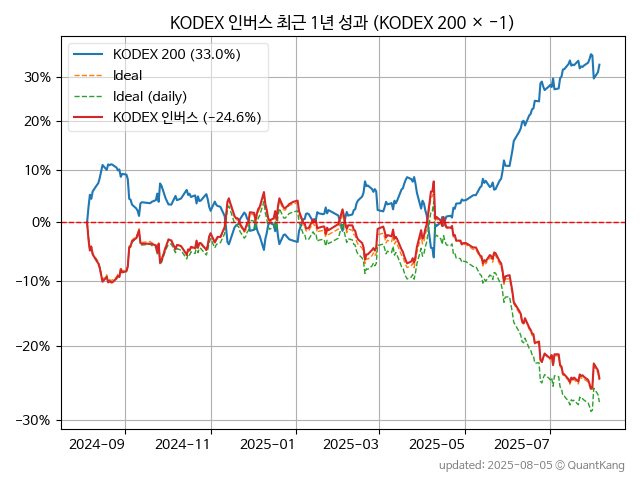 KODEX 인버스 최근 1년 성과 (KODEX 200 × −1)
KODEX 200 (33.0%)
Ideal
Ideal (daily)
KODEX 인버스 (−24.6%)
30%
20%
10%
0%
−10%
−20%
−30%
2024−09
2024−11
2025−01
2025−03
2025−05
2025−07
updated: 2025−08−05 © QuantKang